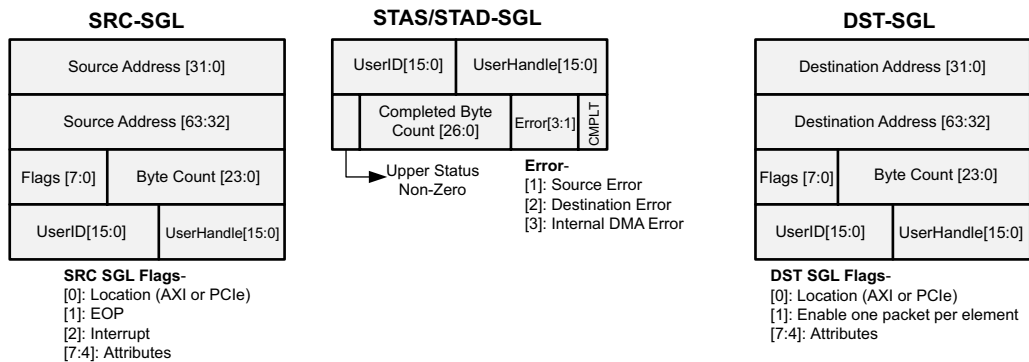 SRC-SGL
Source Address [31:0]
Source Address [63:32]
Flags [7:0]
Byte Count [23:0]
UserID[15:0]
UserHandle[15:0]
SRC SGL Flags-
[0]: Location (AXI or PCIe)
[1]: EOP
[2]: Interrupt
[7:4]: Attributes
STAS/STAD-SGL
UserID[15:0]
UserHandle[15:0]
Completed Byte
Count [26:0]
Error[3:1]
CMPLT
Upper Status
Non-Zero
Error-
[1]: Source Error
[2]: Destination Error
[3]: Internal DMA Error
DST-SGL
Destination Address [31:0]
Destination Address [63:32]
Flags [7:0]
Byte Count [23:0]
UserID[15:0]
UserHandle[15:0]
DST SGL Flags-
[0]: Location (AXI or PCIe)
[1]: Enable one packet per element
[7:4]: Attributes